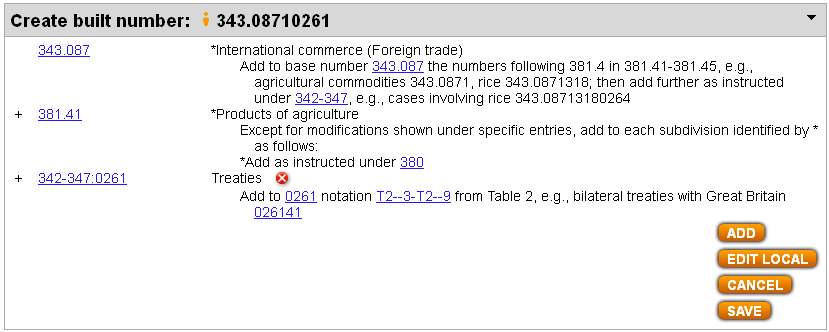 Create built number: 343.08710261
343.087 *International commerce (Foreign trade)
Add to base number 343.087 the numbers following 381.4 in 381.41-381.45, e.g.,
agricultural commodities 343.0871, rice 343.0871318; then add further as instructed
under 342-347, e.g., cases involving rice 343.08713180264
+ 381.41 *Products of agriculture
Except for modifications shown under specific entries, add to each subdivision identified by *
as follows:
*Add as instructed under 380
+ 342-347:0261 Treaties
Add to 0261 notation T2--3-T2--9 from Table 2, e.g., bilateral treaties with Great Britain
026141
ADD
EDIT LOCAL
CANCEL
SAVE